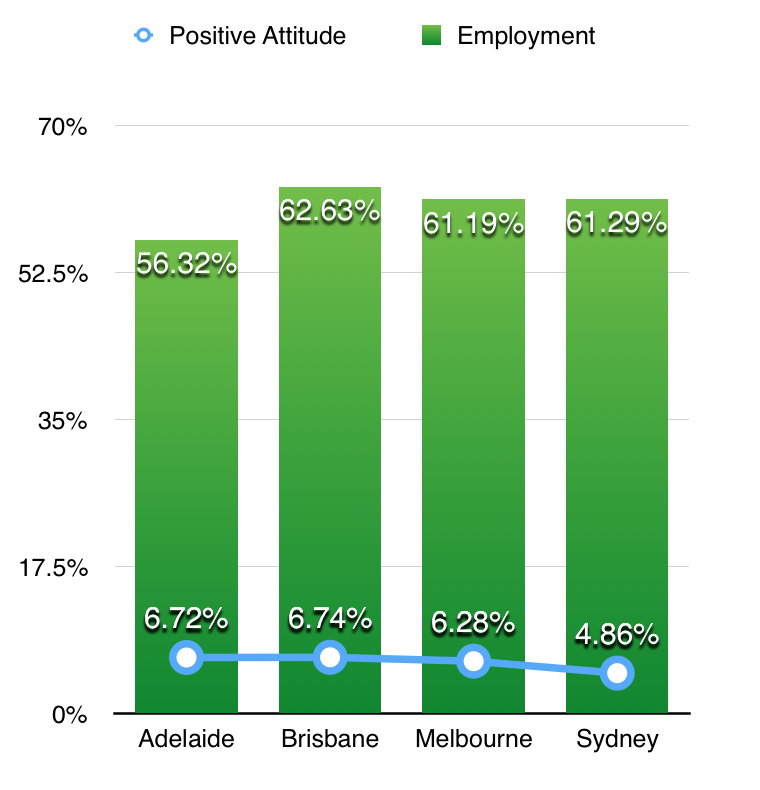 Positive Attitude Employment
70%
62.63%
61.19% 61.29%
56.32%
52.5%
35%
17.5%
6.72% 6.74% 6.28% 4.86%
0%
Adelaide Brisbane Melbourne Sydney